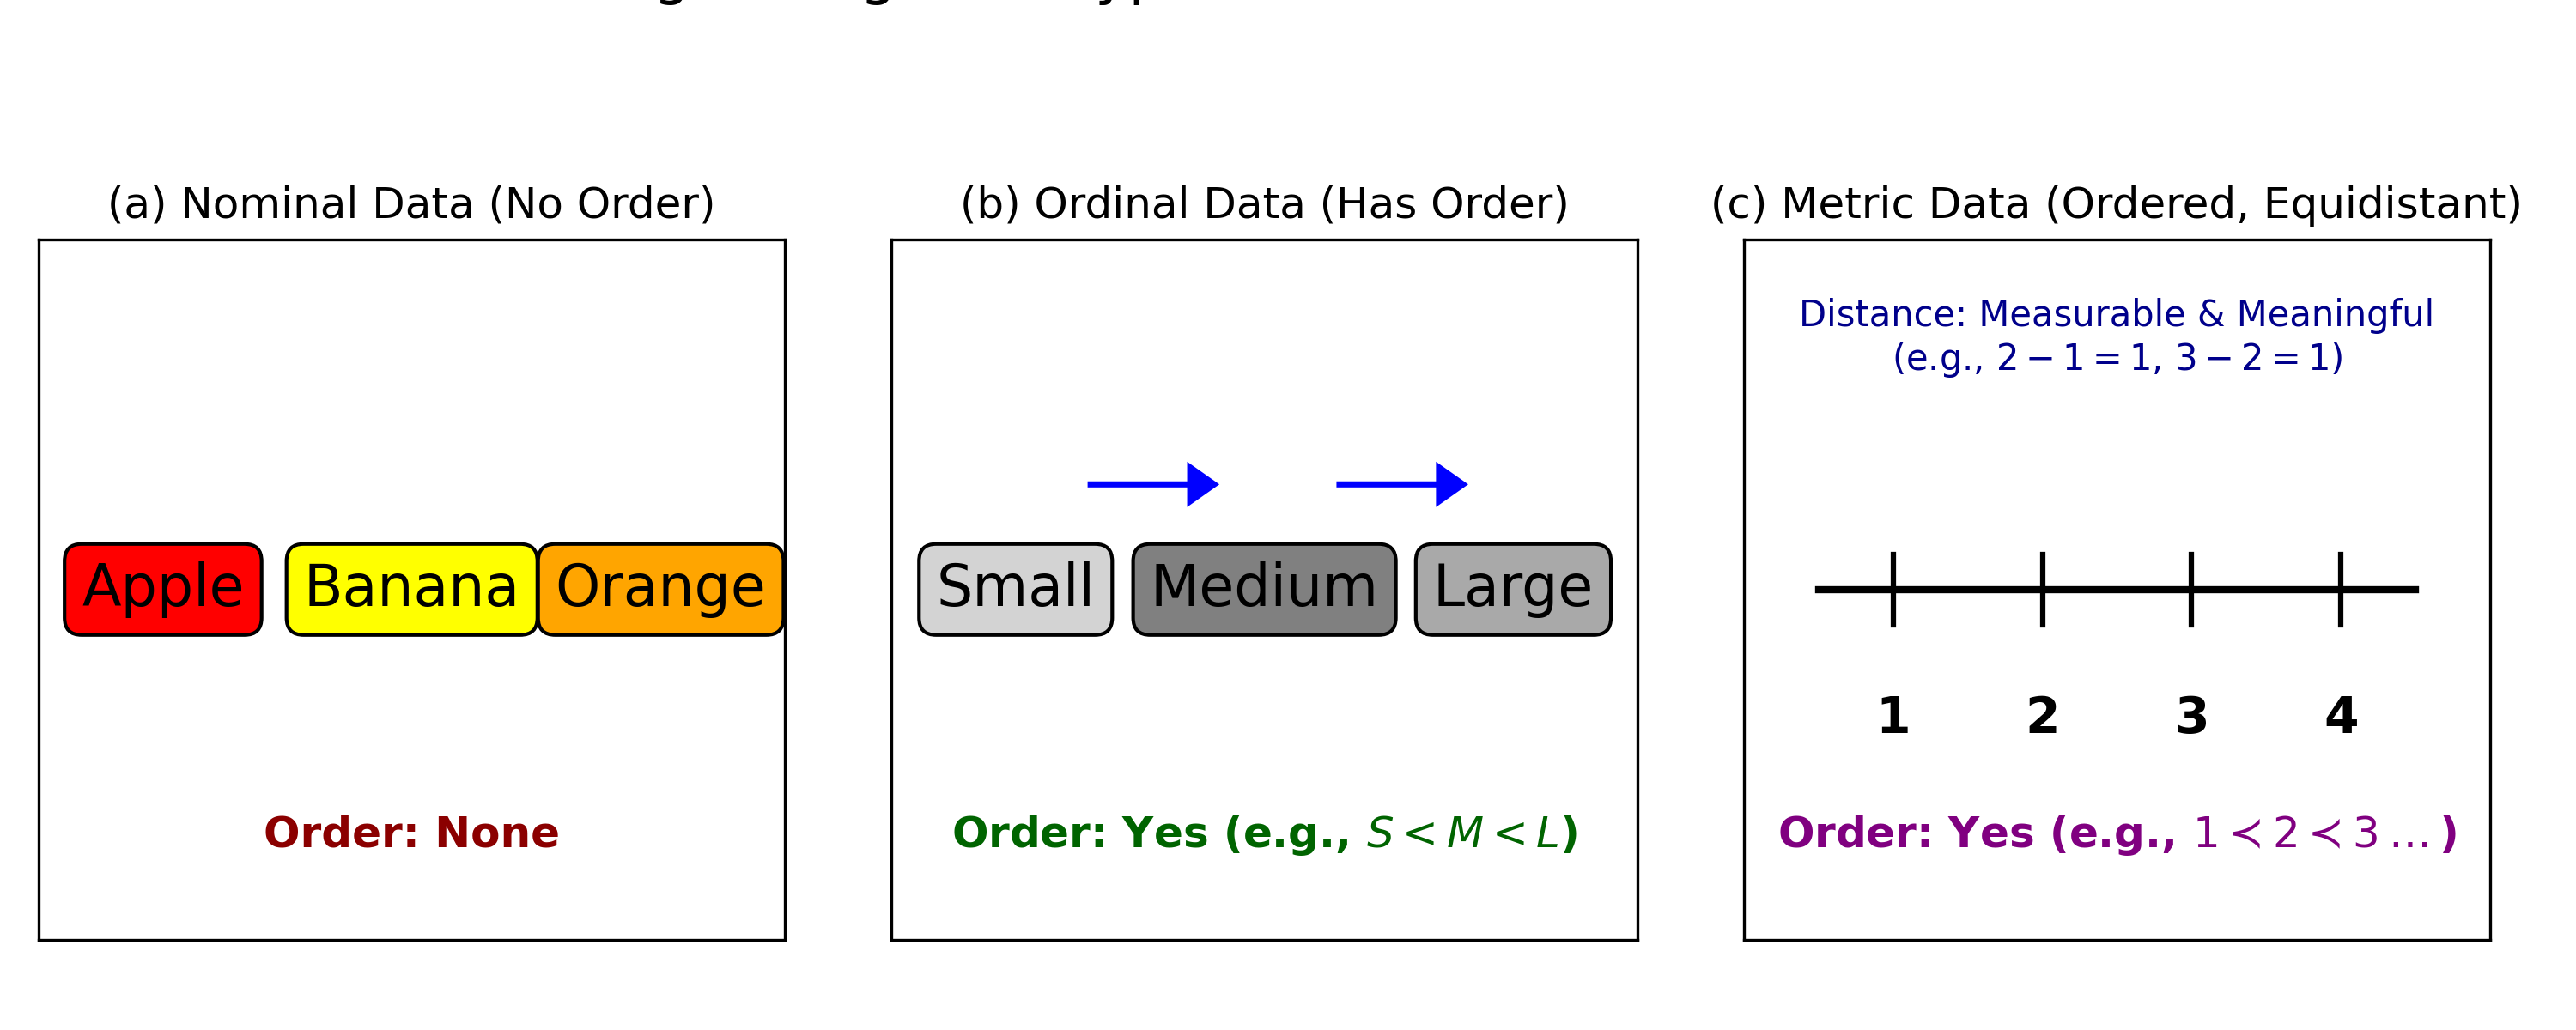 (a) Nominal Data (No Order)
Apple Banana Orange
Order: None
(b) Ordinal Data (Has Order)
Small Medium Large
Order: Yes (e.g., S < M < L)
(c) Metric Data (Ordered, Equidistant)
Distance: Measurable & Meaningful
(e.g., 2 − 1 = 1, 3 − 2 = 1)
1 2 3 4
Order: Yes (e.g., 1 ≺ 2 ≺ 3 … )